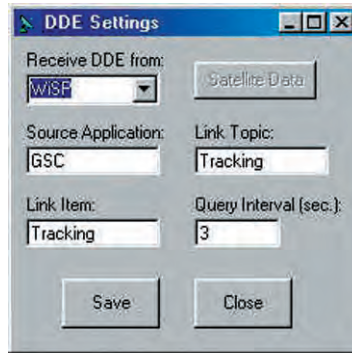 DDE Settings
Receive DDE from:
WiSP
Satellite Data
Source Application:
Link Topic:
GSC
Tracking
Link Item:
Query Interval (sec.):
Tracking
3
Save
Close